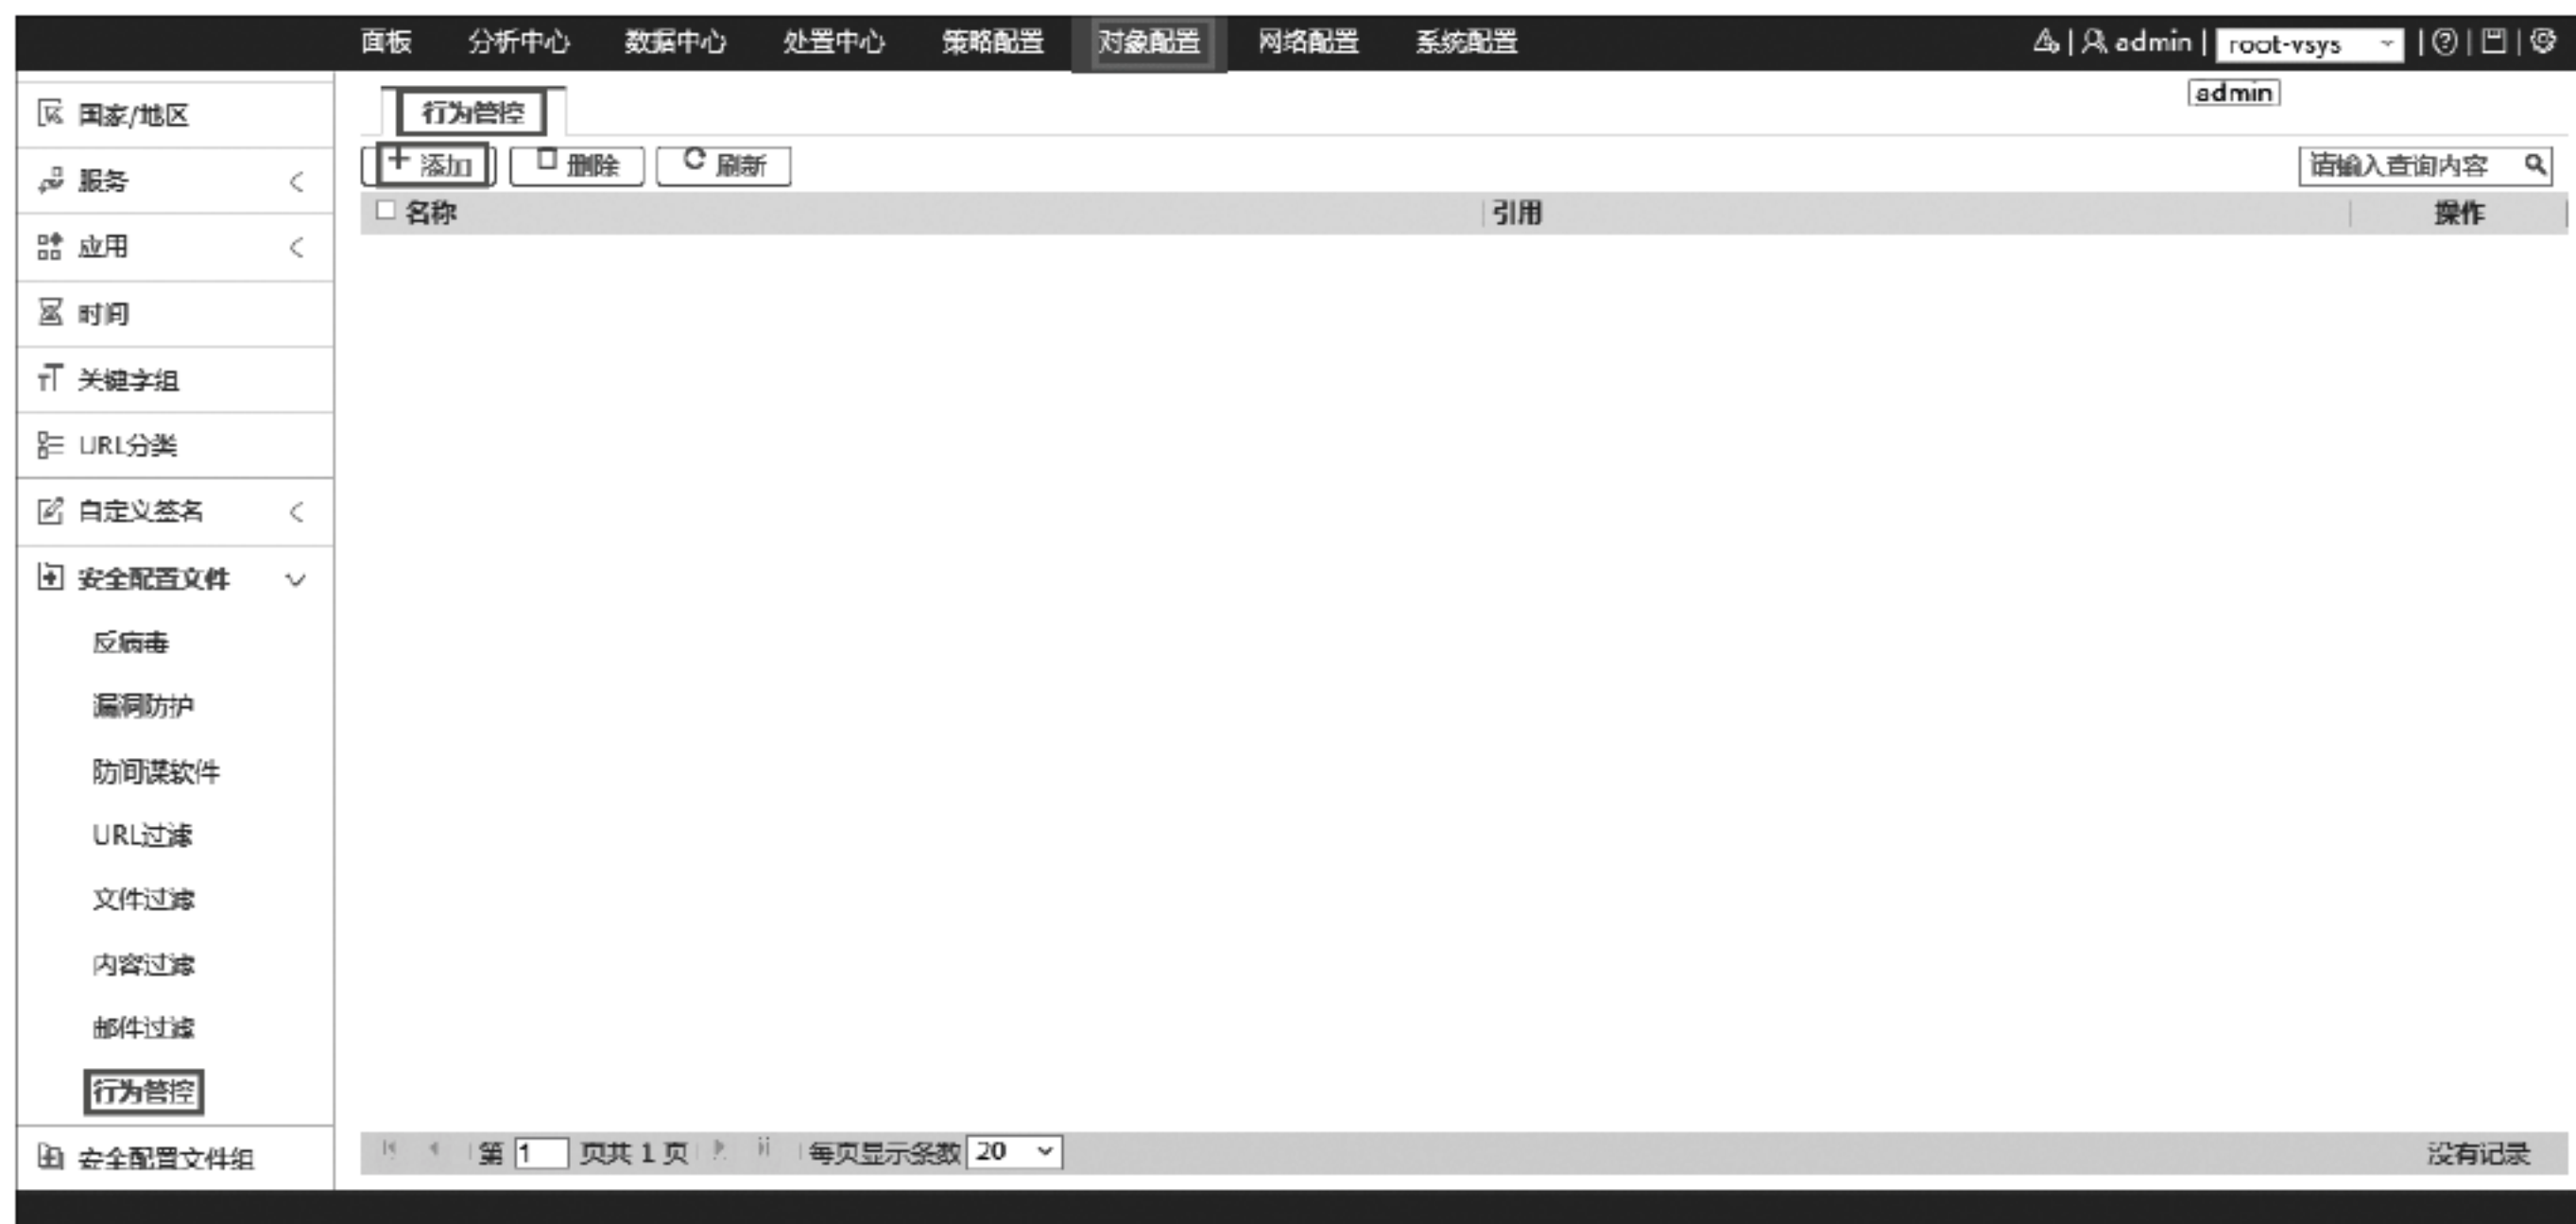 面板 分析中心 数据中心 处置中心 策略配置 对象配置 网络配置 系统配置 admin root-vsys
admin
国家/地区
服务
应用
时间
关键字组
URL分类
自定义签名
安全配置文件
反病毒
漏洞防护
防间谍软件
URL过滤
文件过滤
内容过滤
邮件过滤
行为管控
安全配置文件组
行为管控
添加 删除 刷新 请输入查询内容
名称 引用 操作
第 1 页共 1 页 每页显示条数 20 没有记录